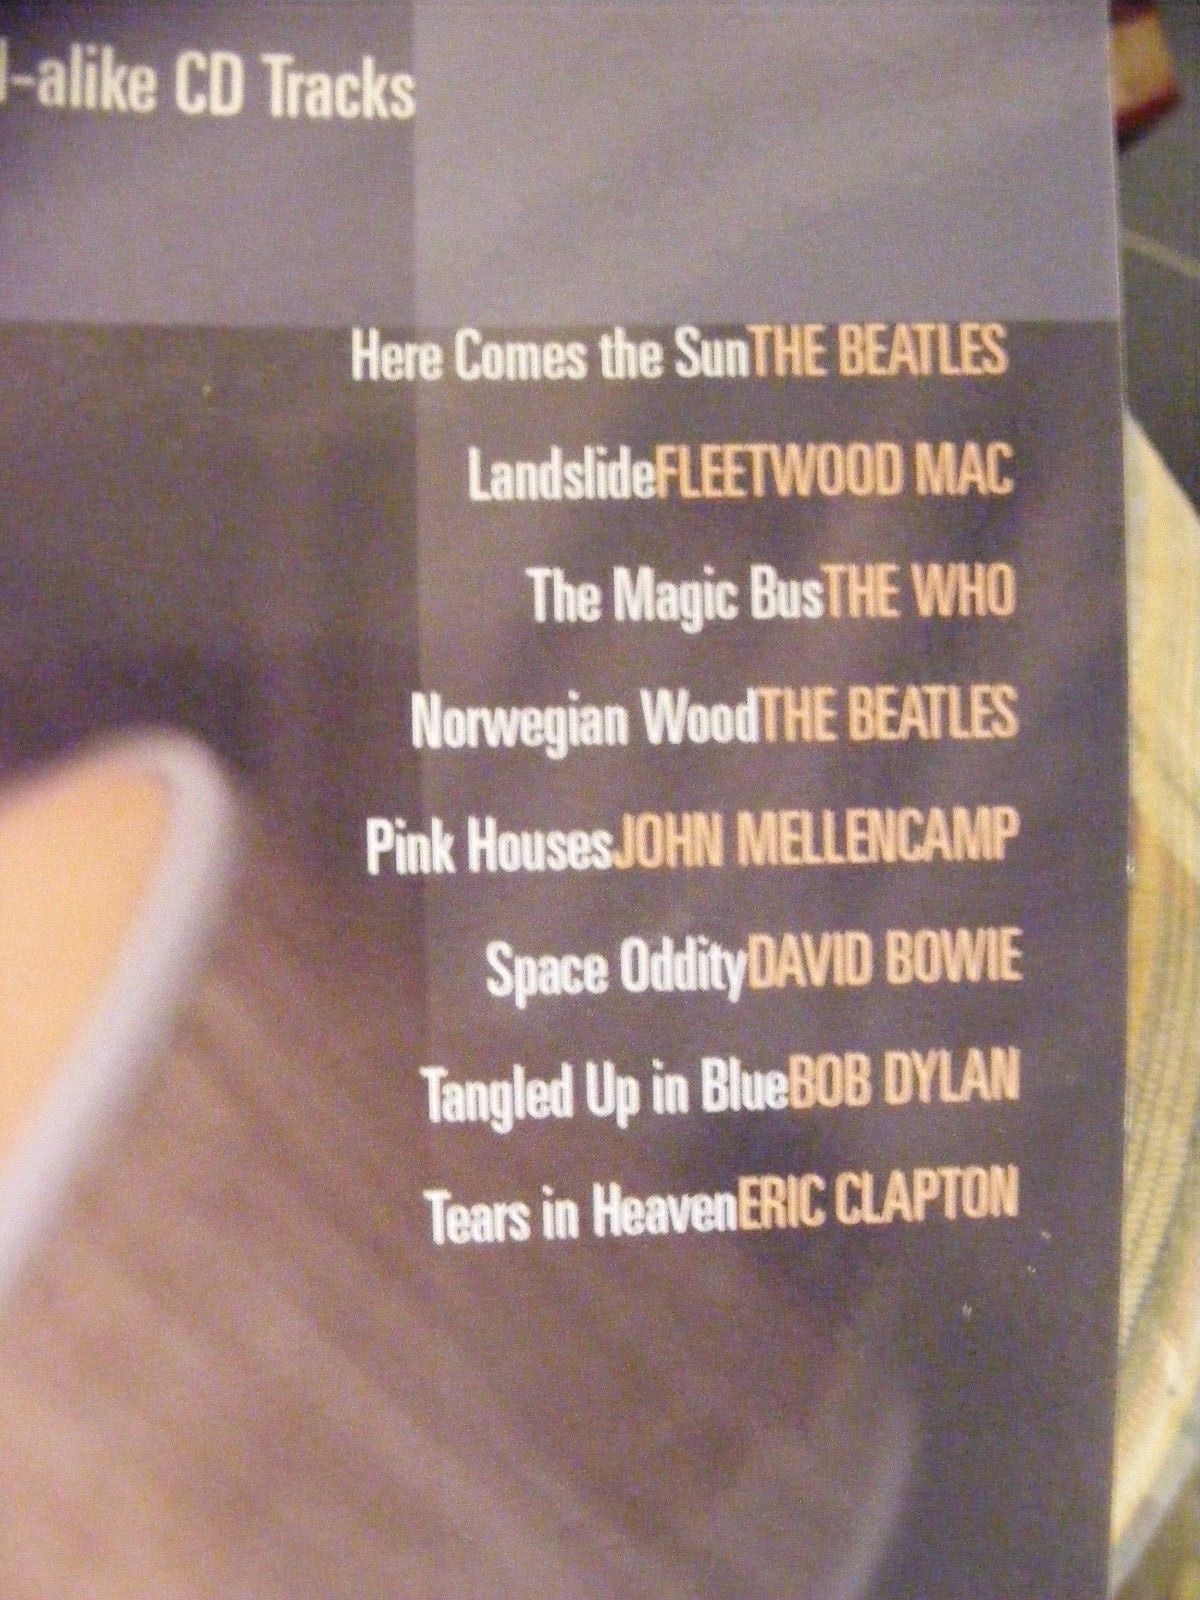 -alike CD Tracks
Here Comes the SunTHE BEATLES
LandslideFLEETWOOD MAC
The Magic BusTHE WHO
Norwegian WoodTHE BEATLES
Pink HousesJOHN MELLENCAMP
Space OddityDAVID BOWIE
Tangled Up in BlueBOB DYLAN
Tears in HeavenERIC CLAPTON